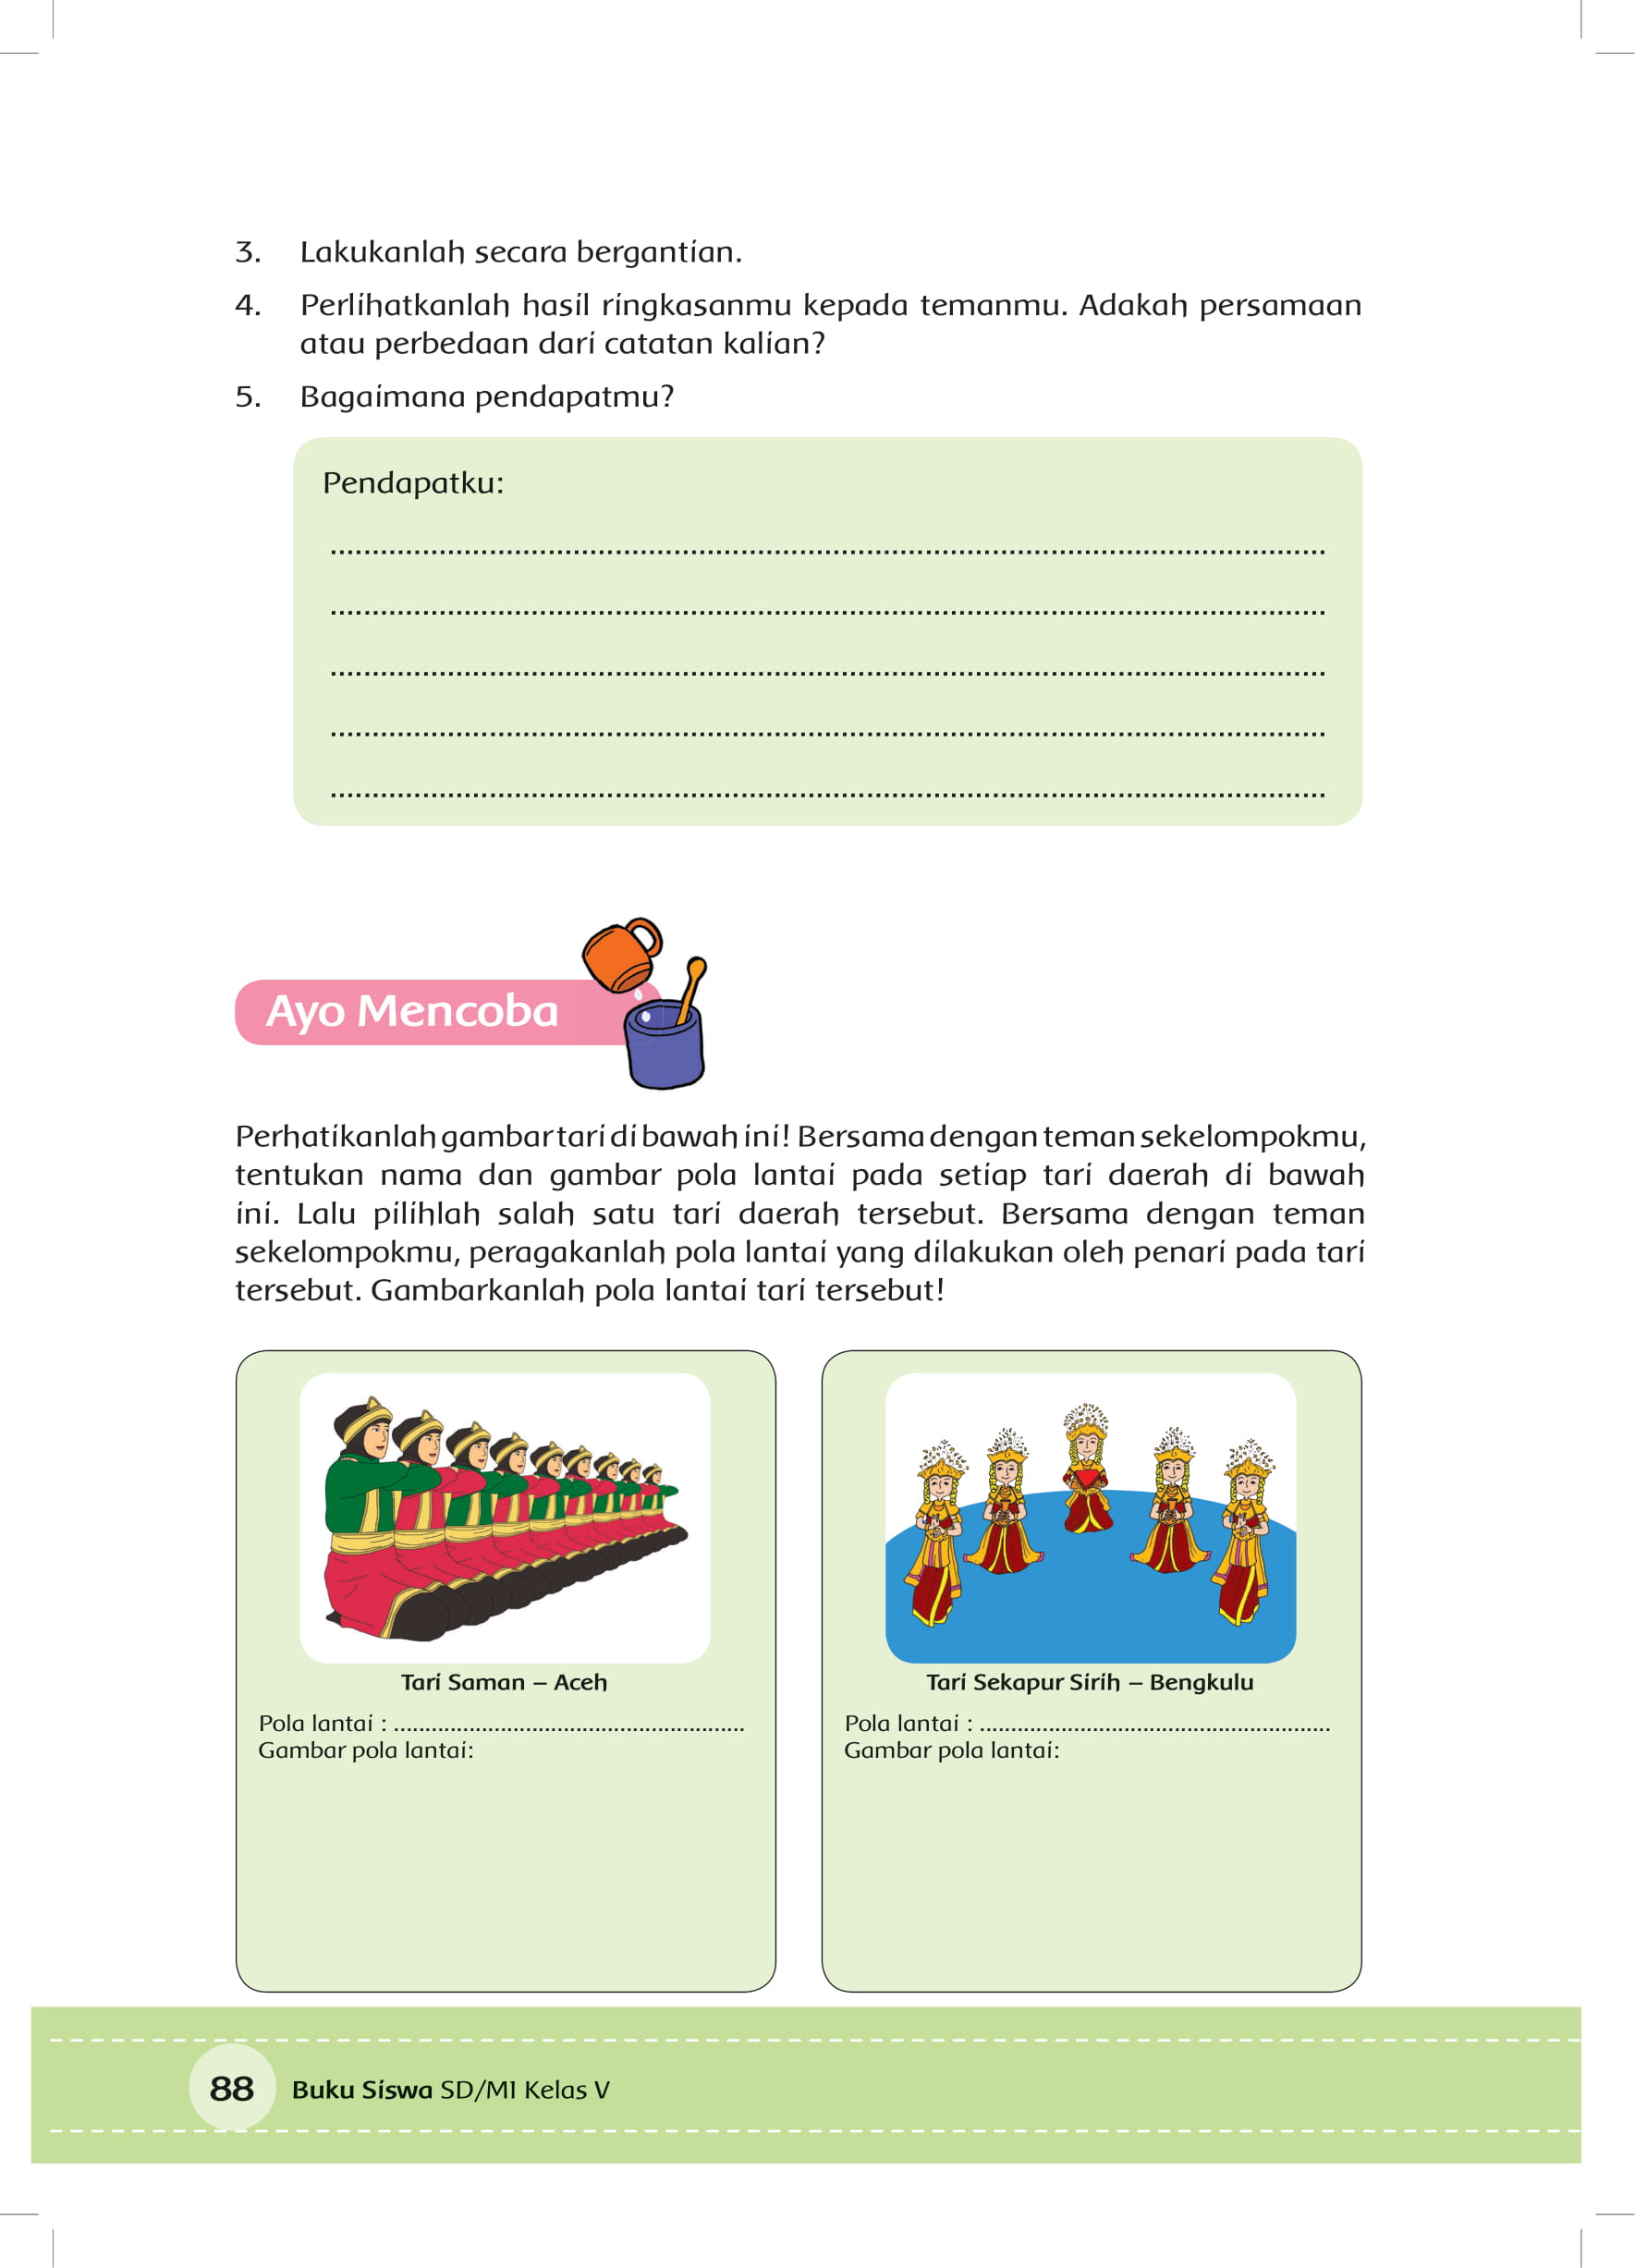 3. Lakukanlah secara bergantian.
4. Perlihatkanlah hasil ringkasanmu kepada temanmu. Adakah persamaan
atau perbedaan dari catatan kalian?
5. Bagaimana pendapatmu?
Pendapatku:
Ayo Mencoba
Perhatikanlah gambar tari di bawah ini! Bersama dengan teman sekelompokmu,
tentukan nama dan gambar pola lantai pada setiap tari daerah di bawah
ini. Lalu pilihlah salah satu tari daerah tersebut. Bersama dengan teman
sekelompokmu, peragakanlah pola lantai yang dilakukan oleh penari pada tari
tersebut. Gambarkanlah pola lantai tari tersebut!
Tari Saman – Aceh
Pola lantai : ........................................................
Gambar pola lantai:
Tari Sekapur Sirih – Bengkulu
Pola lantai : ........................................................
Gambar pola lantai:
88 Buku Siswa SD/MI Kelas V